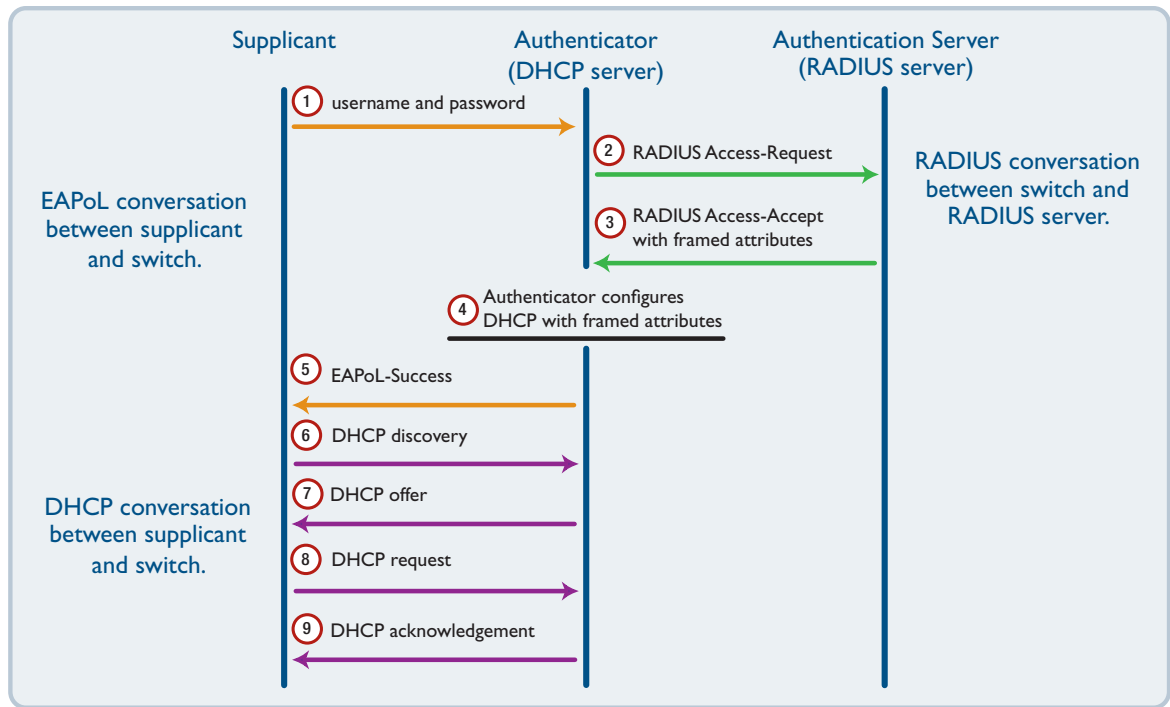 Supplicant
Authenticator
(DHCP server)
Authentication Server
(RADIUS server)
1 username and password
2 RADIUS Access-Request
RADIUS conversation
between switch and
RADIUS server.
EAPoL conversation
between supplicant
and switch.
3 RADIUS Access-Accept
with framed attributes
4 Authenticator configures
DHCP with framed attributes
5 EAPoL-Success
6 DHCP discovery
7 DHCP offer
DHCP conversation
between supplicant
and switch.
8 DHCP request
9 DHCP acknowledgement